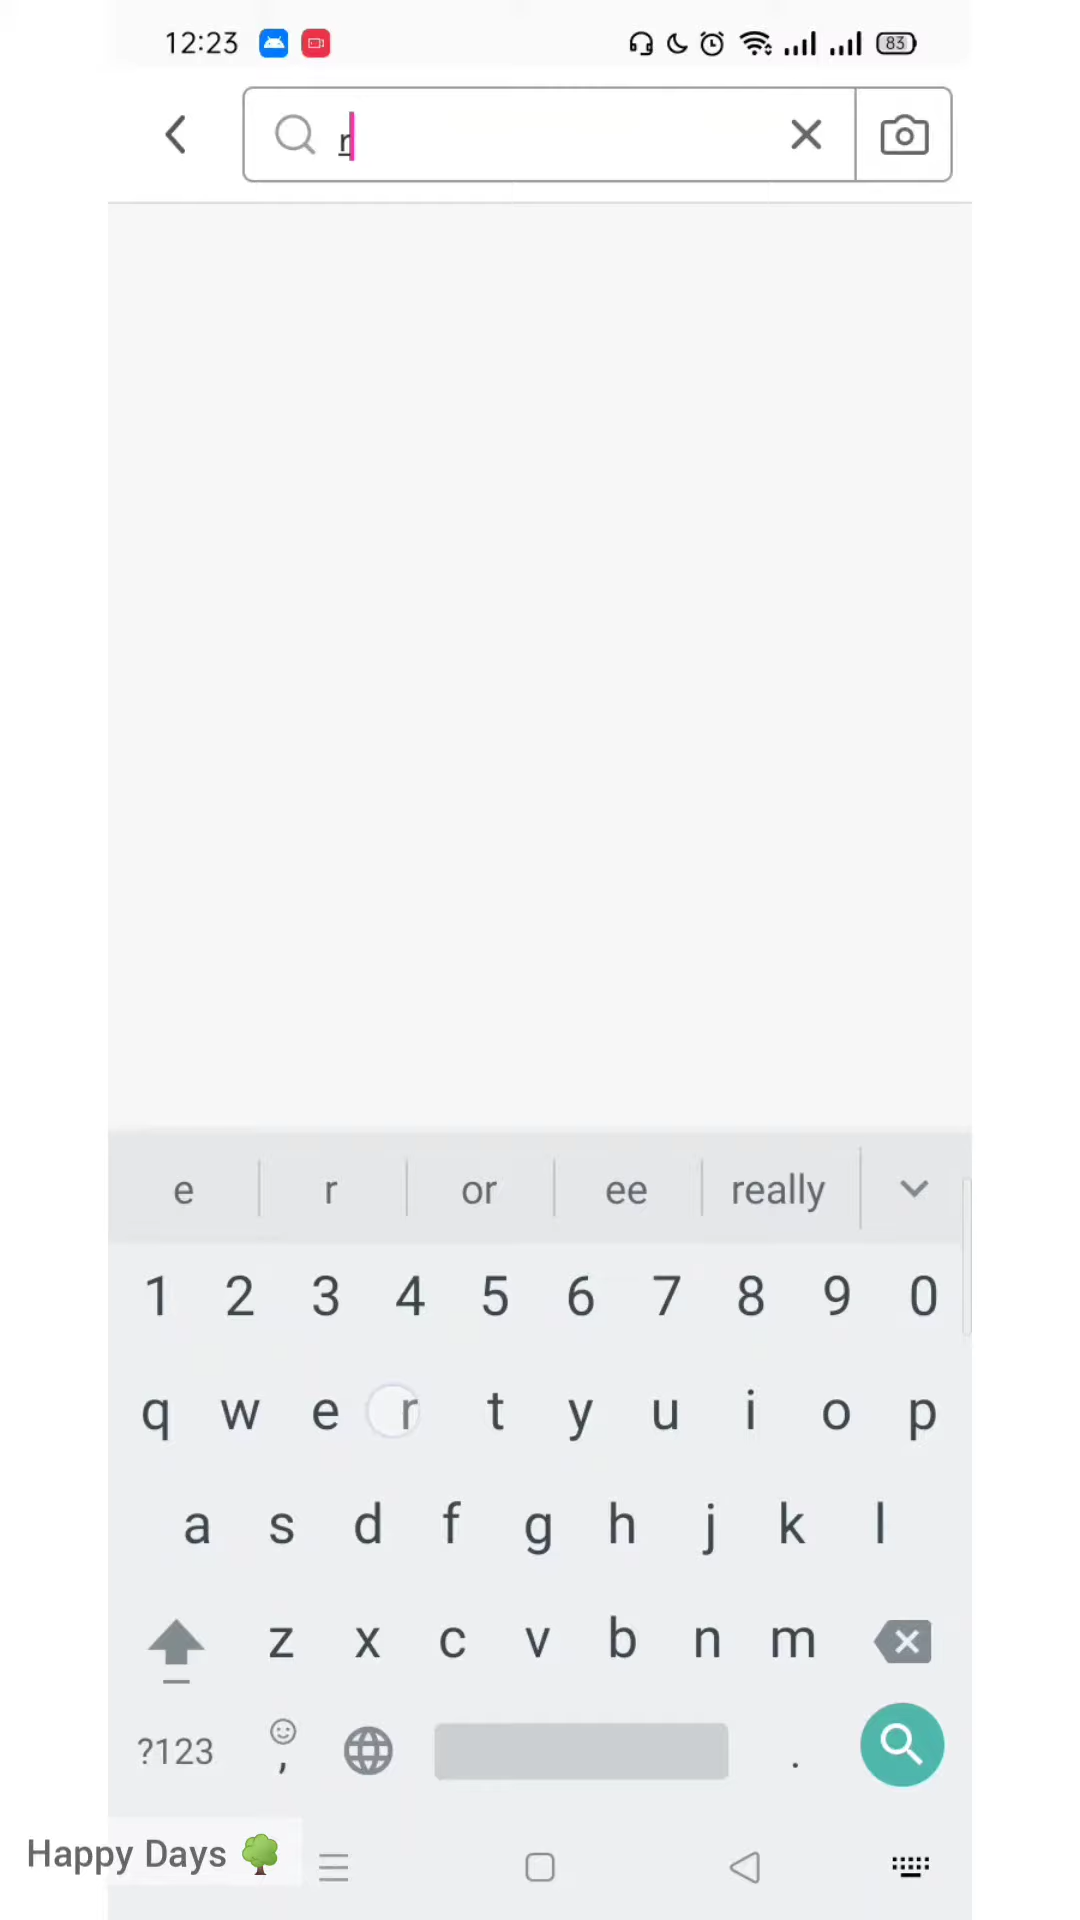 12:23 83
r
e r or ee really
1 2 3 4 5 6 7 8 9 0
q w e r t y u i o p
a s d f g h j k l
z x c v b n m
?123 , .
Happy Days 🌳